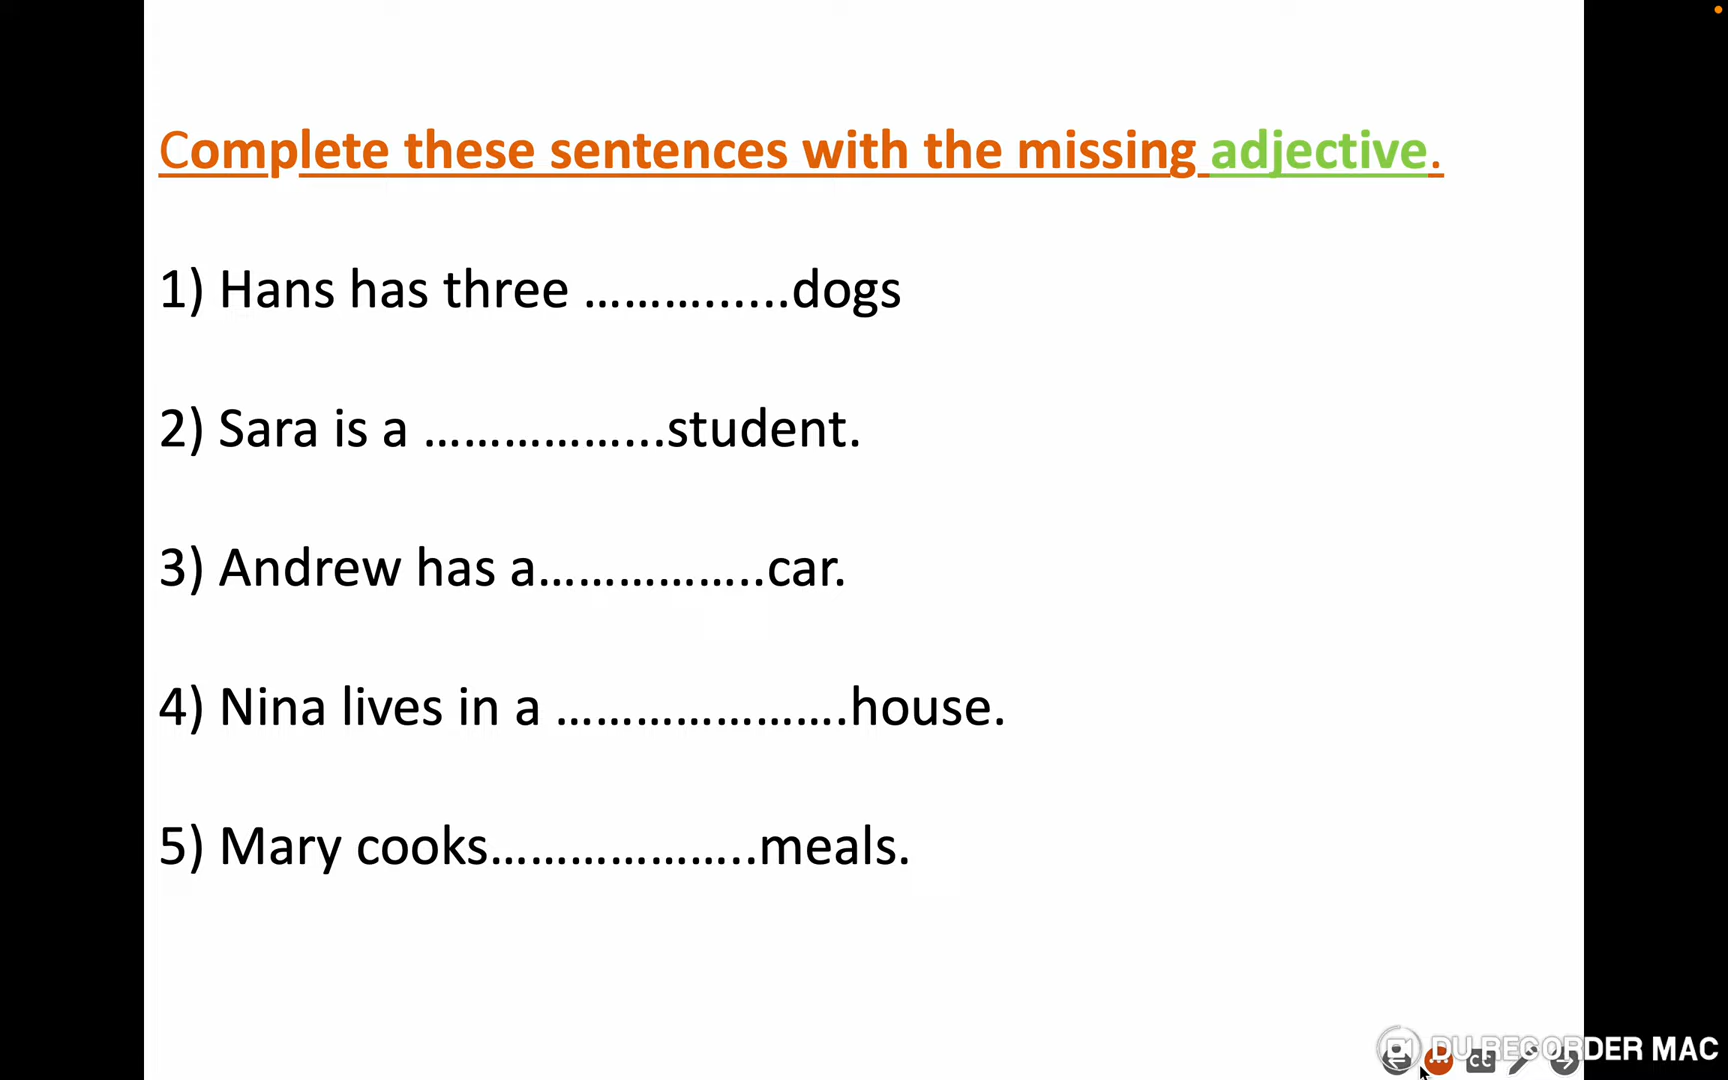 Complete these sentences with the missing adjective.
1) Hans has three ………......dogs
2) Sara is a ……………...student.
3) Andrew has a……………..car.
4) Nina lives in a ………………….house.
5) Mary cooks………………..meals.
DU RECORDER MAC
CC